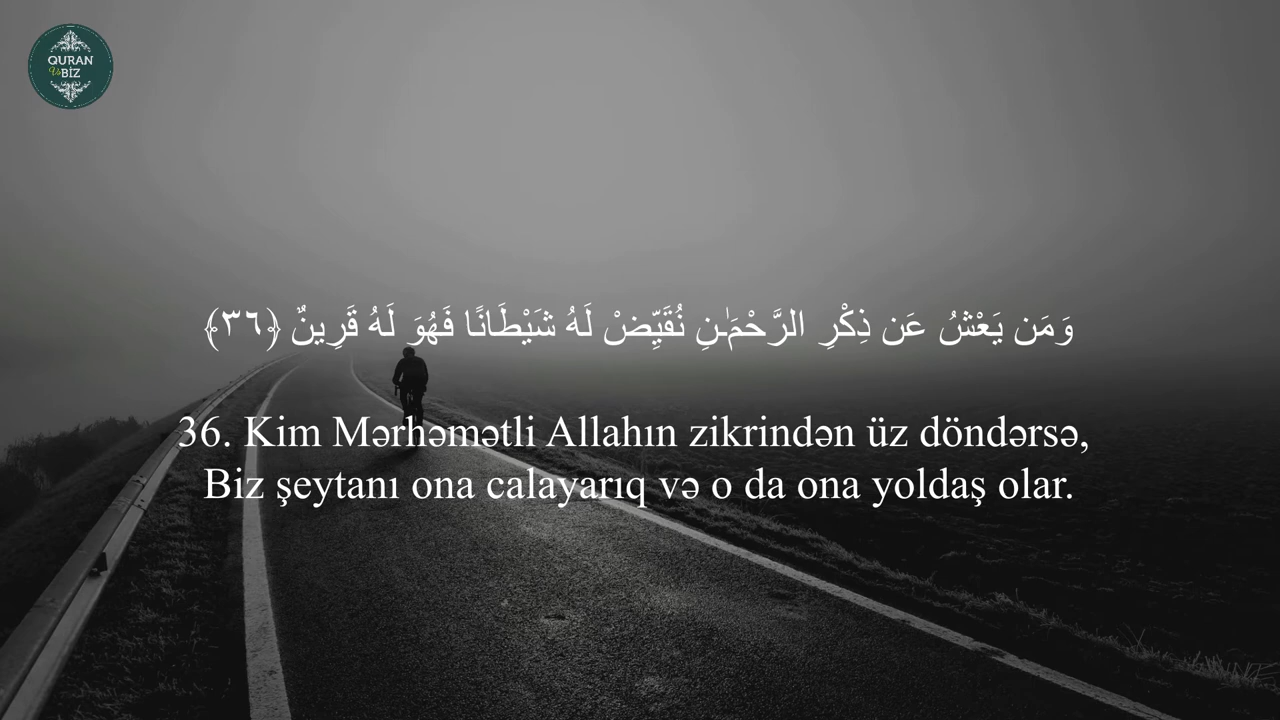 QURAN
Və BİZ
وَمَن يَعْشُ عَن ذِكْرِ الرَّحْمَـٰنِ نُقَيِّضْ لَهُ شَيْطَانًا فَهُوَ لَهُ قَرِينٌ ﴿٣٦﴾
36. Kim Mərhəmətli Allahın zikrindən üz döndərsə,
Biz şeytanı ona calayarıq və o da ona yoldaş olar.